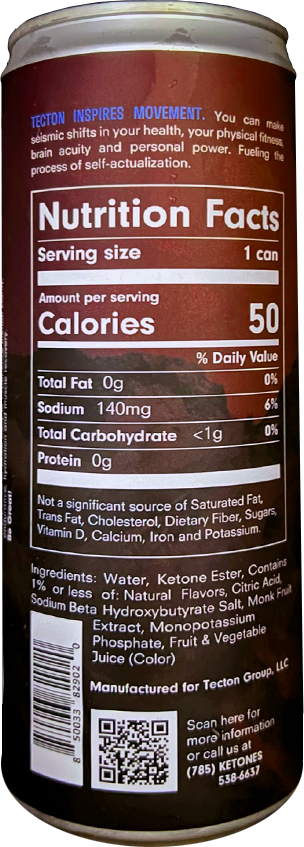 TECTON INSPIRES MOVEMENT. You can make
seismic shifts in your health, your physical fitness,
brain acuity and personal power. Fueling the
process of self-actualization.
Nutrition Facts
Serving size 1 can
Amount per serving
Calories 50
% Daily Value
Total Fat 0g 0%
Sodium 140mg 6%
Total Carbohydrate <1g 0%
Protein 0g
Not a significant source of Saturated Fat,
Trans Fat, Cholesterol, Dietary Fiber, Sugars,
Vitamin D, Calcium, Iron and Potassium.
Ingredients: Water, Ketone Ester, Contains
1% or less of: Natural Flavors, Citric Acid,
Sodium Beta Hydroxybutyrate Salt, Monk Fruit
Extract, Monopotassium
Phosphate, Fruit & Vegetable
Juice (Color)
Manufactured for Tecton Group, LLC
8 50033 82902 0
Scan here for
more information
or call us at
(785) KETONES
538-6637
hydration and muscle recovery
Be Great!